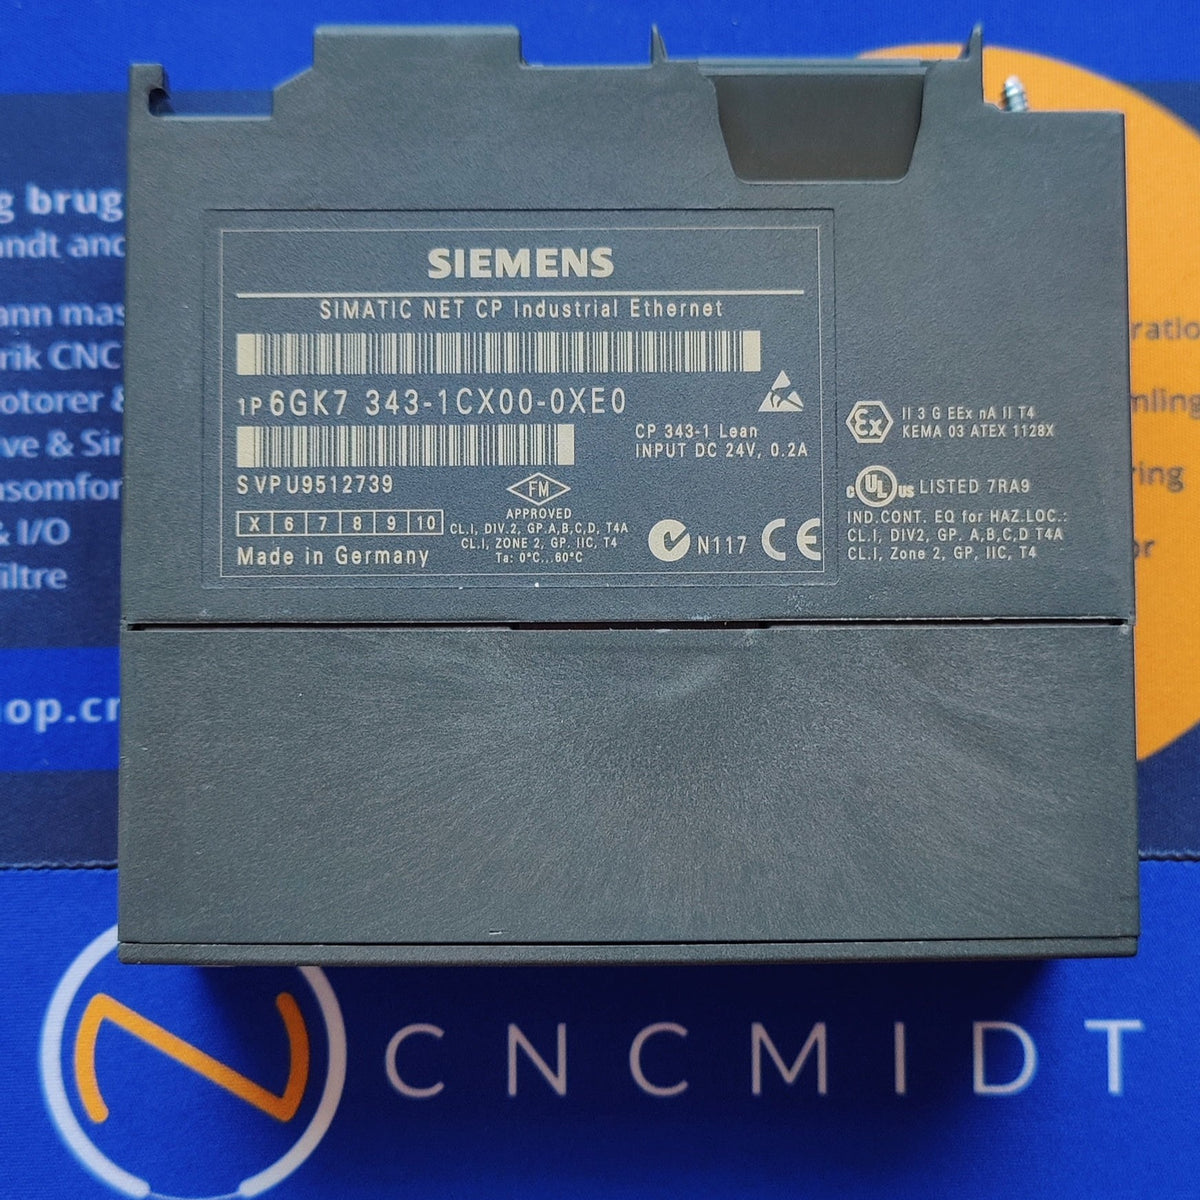 SIEMENS
SIMATIC NET CP Industrial Ethernet
1P 6GK7 343-1CX00-0XE0
CP 343-1 Lean
INPUT DC 24V, 0.2A
SVPU9512739
FM
APPROVED
CL.I, DIV.2, GP.A,B,C,D, T4A
CL.I, ZONE 2, GP. IIC, T4
Ta: 0°C...60°C
X 6 7 8 9 10
Made in Germany
N117 CE
Ex II 3 G EEx nA II T4
KEMA 03 ATEX 1128X
c UL US LISTED 7RA9
IND.CONT. EQ for HAZ.LOC.:
CL.I, DIV2, GP. A,B,C,D T4A
CL.I, Zone 2, GP, IIC, T4
g brug
ndt and
ann mas
rik CNC
otorer &
ve & Sir
somfor
& I/O
iltre
op.cn
ratio
mling
ring
or
CNCMIDT